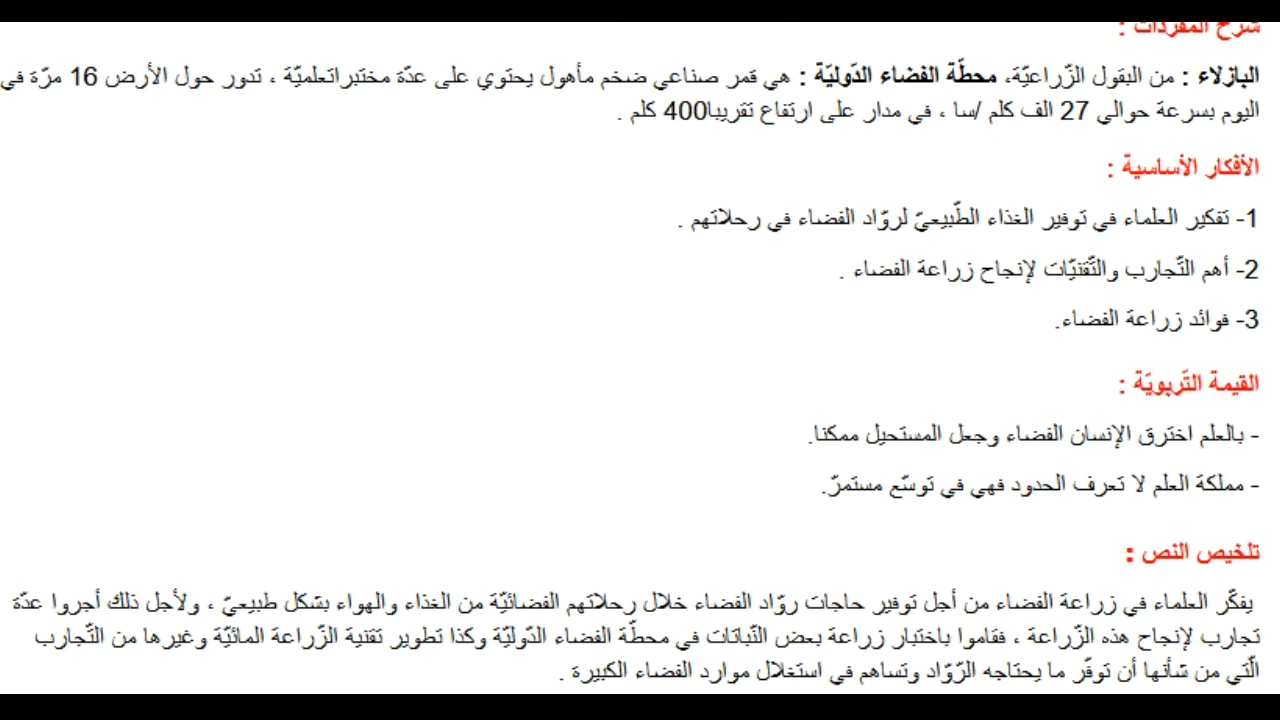 شرح المفردات :
البازلاء : من البقول الزّراعيّة، محطّة الفضاء الدّوليّة : هي قمر صناعي ضخم مأهول يحتوي على عدّة مختبراتعلميّة ، تدور حول الأرض 16 مرّة في
اليوم بسرعة حوالي 27 الف كلم /سا ، في مدار على ارتفاع تقريبا400 كلم .
الأفكار الأساسية :
1- تفكير العلماء في توفير الغذاء الطّبيعيّ لروّاد الفضاء في رحلاتهم .
2- أهم التّجارب والتّقنيّات لإنجاح زراعة الفضاء .
3- فوائد زراعة الفضاء.
القيمة التّربويّة :
- بالعلم اخترق الإنسان الفضاء وجعل المستحيل ممكنا.
- مملكة العلم لا تعرف الحدود فهي في توسّع مستمرّ.
تلخيص النص :
يفكّر العلماء في زراعة الفضاء من أجل توفير حاجات روّاد الفضاء خلال رحلاتهم الفضائيّة من الغذاء والهواء بشكل طبيعيّ ، ولأجل ذلك أجروا عدّة
تجارب لإنجاح هذه الزّراعة ، فقاموا باختبار زراعة بعض النّباتات في محطّة الفضاء الدّوليّة وكذا تطوير تقنية الزّراعة المائيّة وغيرها من التّجارب
الّتي من شأنها أن توفّر ما يحتاجه الرّوّاد وتساهم في استغلال موارد الفضاء الكبيرة .